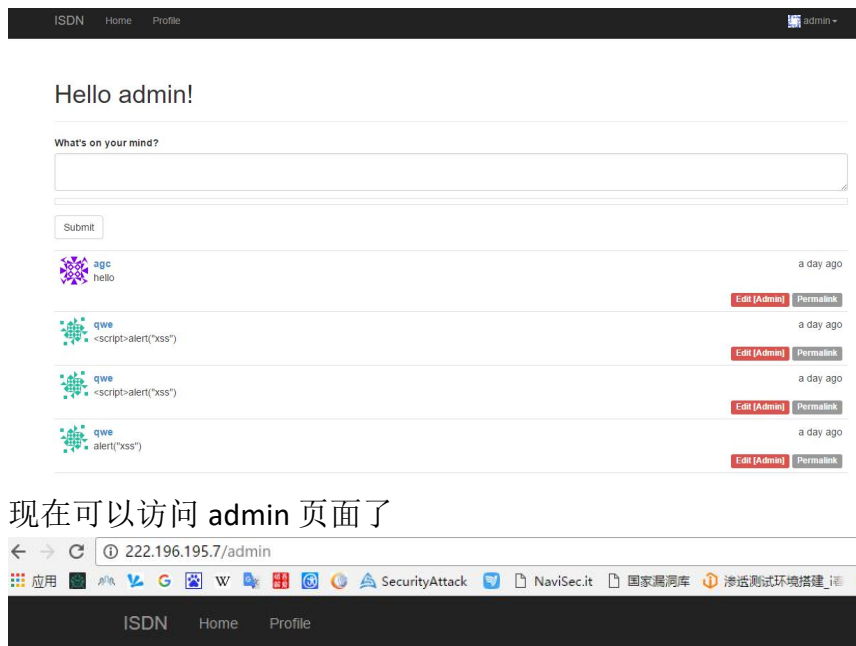 ISDN Home Profile admin
Hello admin!
What's on your mind?
Submit
agc a day ago
hello
Edit [Admin] Permalink
qwe a day ago
<script>alert("xss")
Edit [Admin] Permalink
qwe a day ago
<script>alert("xss")
Edit [Admin] Permalink
qwe a day ago
alert("xss")
Edit [Admin] Permalink
现在可以访问 admin 页面了
222.196.195.7/admin
应用 G W SecurityAttack NaviSec.it 国家漏洞库 渗透测试环境搭建_i
ISDN Home Profile